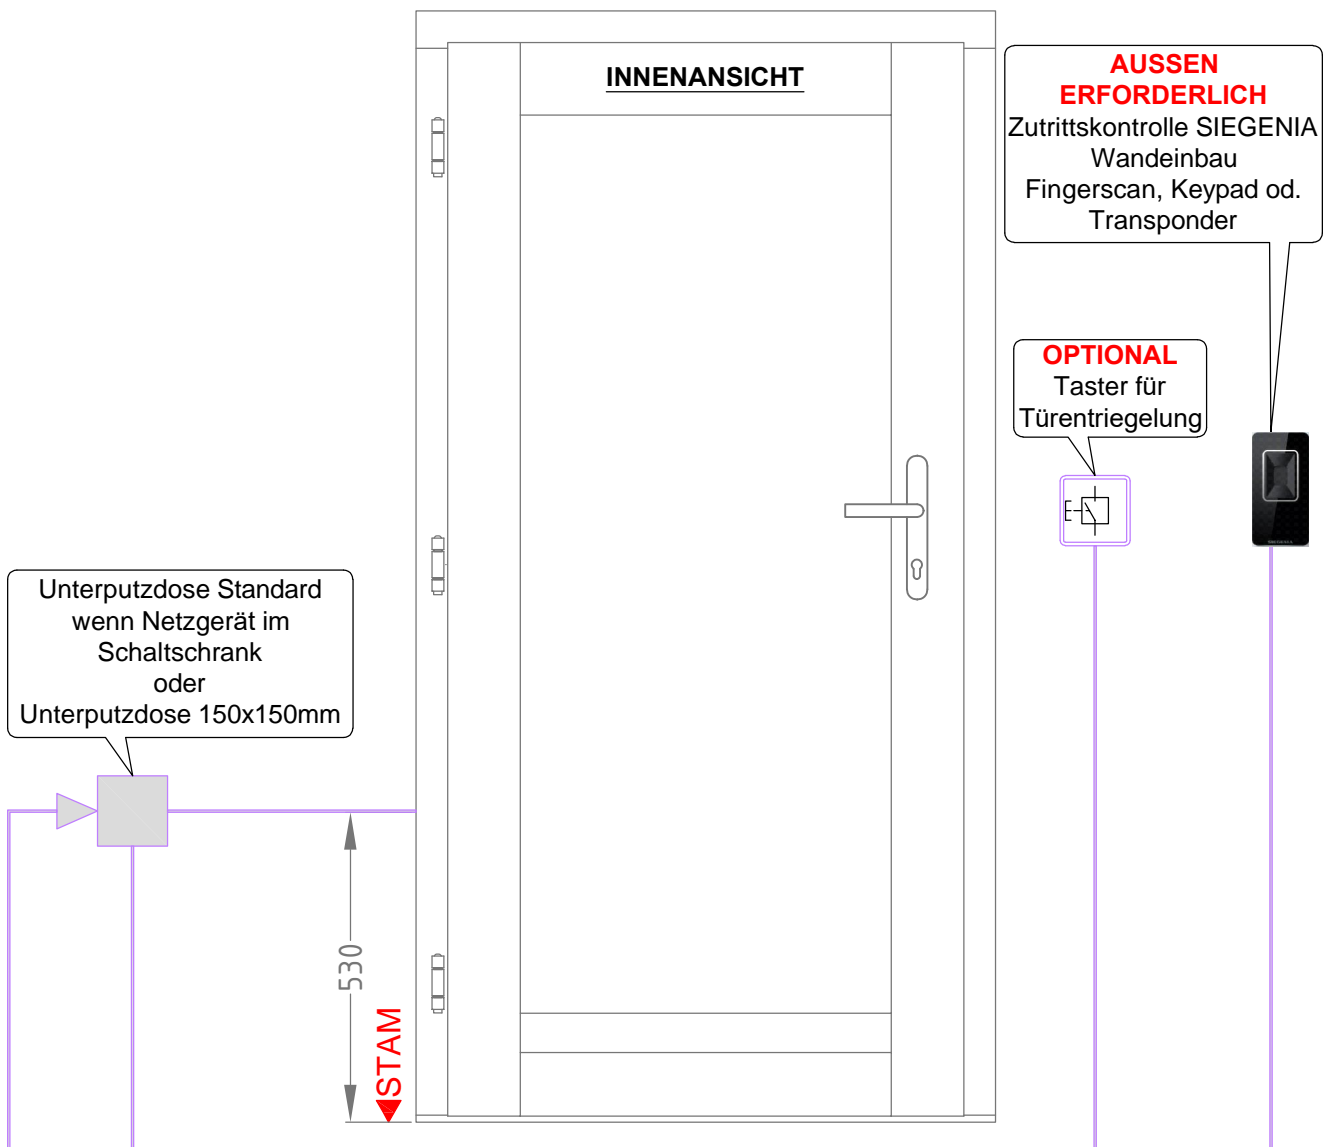 INNENANSICHT
AUSSEN
ERFORDERLICH
Zutrittskontrolle SIEGENIA
Wandeinbau
Fingerscan, Keypad od.
Transponder
OPTIONAL
Taster für
Türentriegelung
Unterputzdose Standard
wenn Netzgerät im
Schaltschrank
oder
Unterputzdose 150x150mm
530
STAM